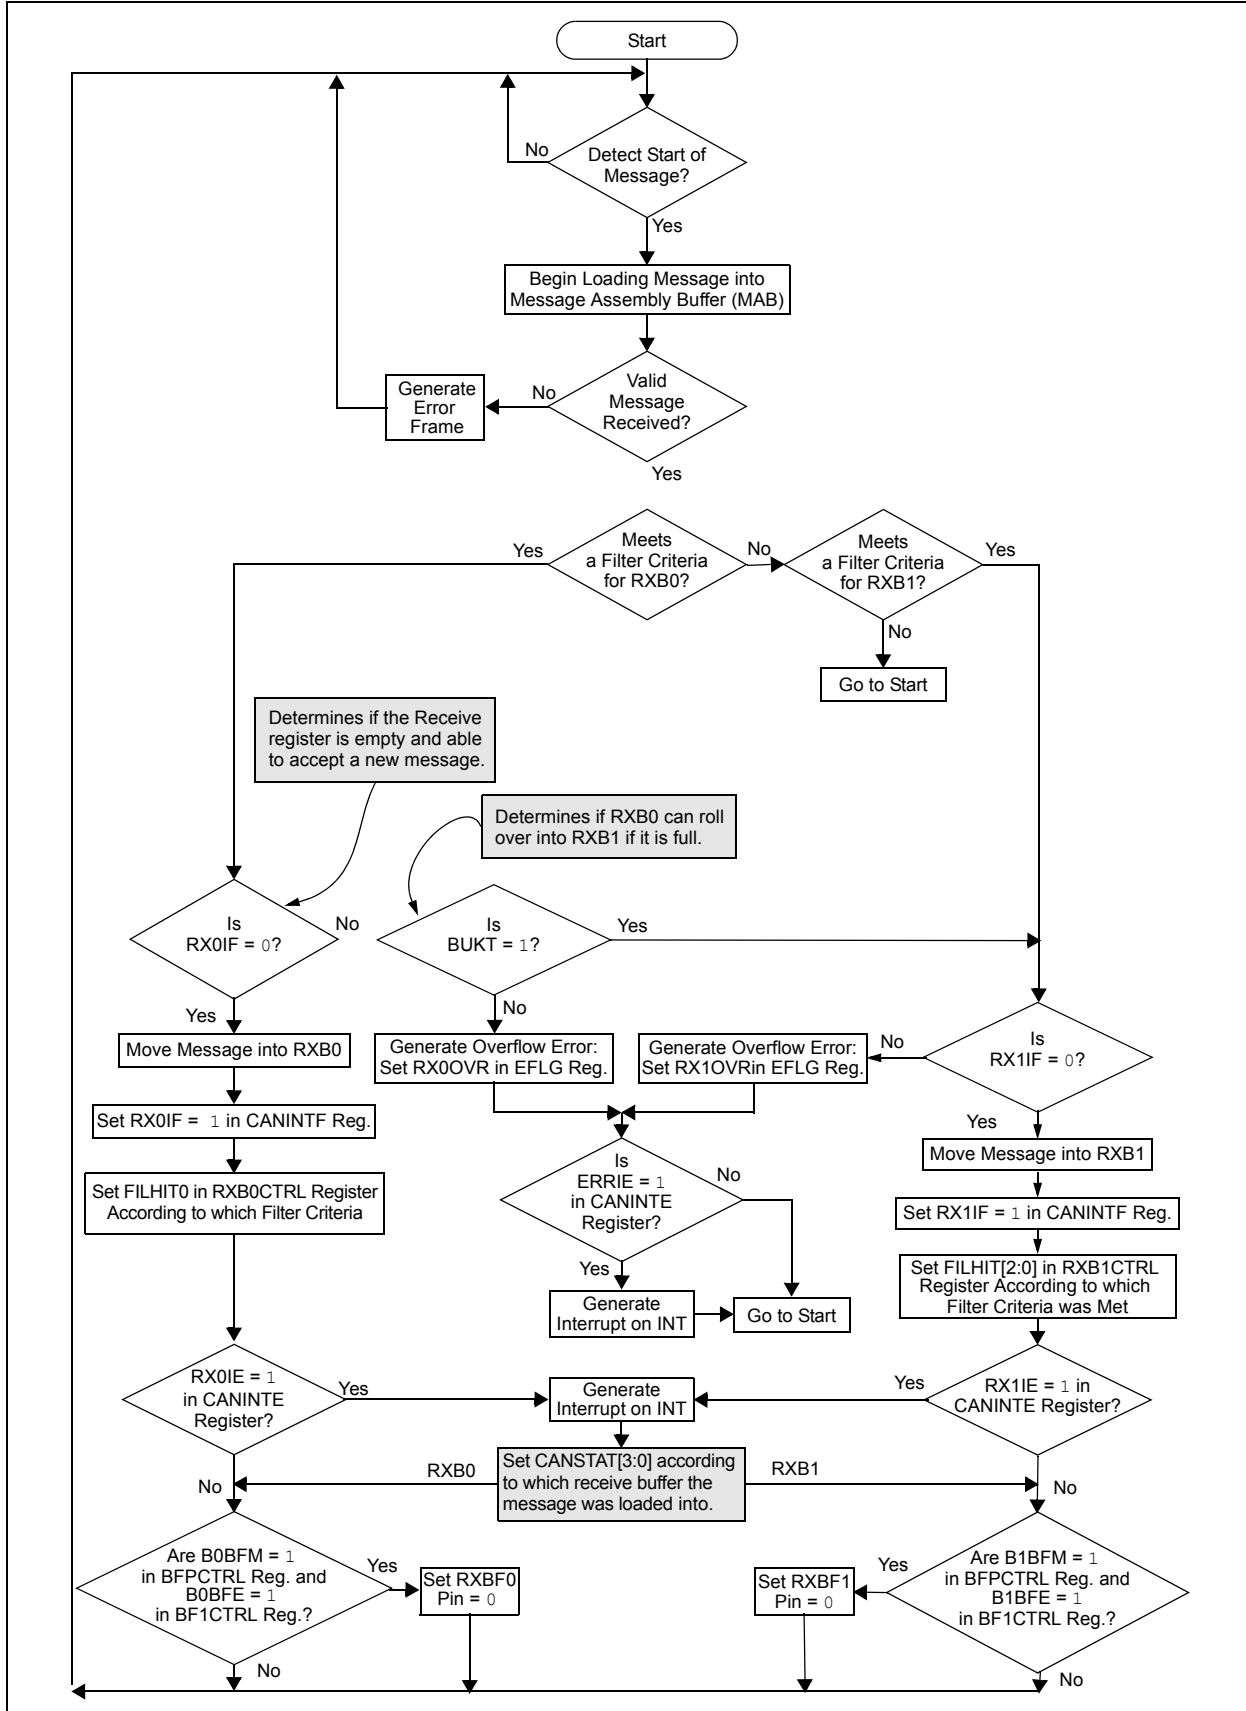 Start
No
Detect Start of
Message?
Yes
Begin Loading Message into
Message Assembly Buffer (MAB)
Generate
Error
Frame
No
Valid
Message
Received?
Yes
Yes
Meets
a Filter Criteria
for RXB0?
No
Meets
a Filter Criteria
for RXB1?
Yes
No
Go to Start
Determines if the Receive
register is empty and able
to accept a new message.
Determines if RXB0 can roll
over into RXB1 if it is full.
Is
RX0IF = 0?
No
Is
BUKT = 1?
Yes
Yes
No
Move Message into RXB0
Generate Overflow Error:
Set RX0OVR in EFLG Reg.
Generate Overflow Error:
Set RX1OVRin EFLG Reg.
No
Is
RX1IF = 0?
Set RX0IF = 1 in CANINTF Reg.
Yes
Move Message into RXB1
Set FILHIT0 in RXB0CTRL Register
According to which Filter Criteria
Is
ERRIE = 1
in CANINTE
Register?
No
Set RX1IF = 1 in CANINTF Reg.
Yes
Set FILHIT[2:0] in RXB1CTRL
Register According to which
Filter Criteria was Met
Generate
Interrupt on INT
Go to Start
RX0IE = 1
in CANINTE
Register?
Yes
Generate
Interrupt on INT
Yes
RX1IE = 1 in
CANINTE Register?
No
RXB0
Set CANSTAT[3:0] according
to which receive buffer the
message was loaded into.
RXB1
No
Are B0BFM = 1
in BFPCTRL Reg. and
B0BFE = 1
in BF1CTRL Reg.?
Yes
Set RXBF0
Pin = 0
Set RXBF1
Pin = 0
Yes
Are B1BFM = 1
in BFPCTRL Reg. and
B1BFE = 1
in BF1CTRL Reg.?
No
No